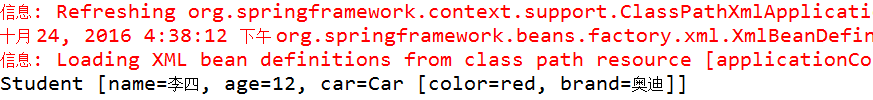 信息: Refreshing org.springframework.context.support.ClassPathXmlApplicati
十月 24, 2016 4:38:12 下午 org.springframework.beans.factory.xml.XmlBeanDefin
信息: Loading XML bean definitions from class path resource [applicationCo
Student [name=李四, age=12, car=Car [color=red, brand=奥迪]]